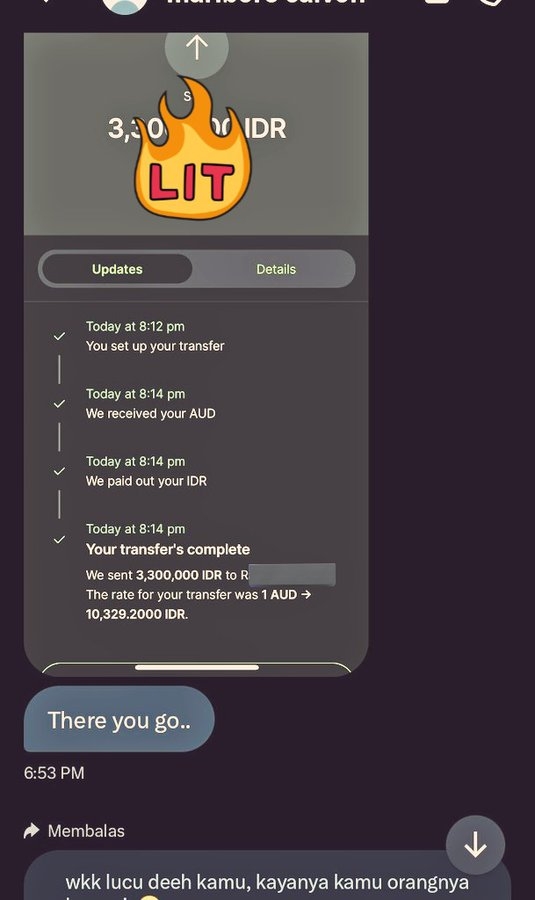 3,30 00 IDR
LIT
Updates
Details
Today at 8:12 pm
You set up your transfer
Today at 8:14 pm
We received your AUD
Today at 8:14 pm
We paid out your IDR
Today at 8:14 pm
Your transfer's complete
We sent 3,300,000 IDR to R
The rate for your transfer was 1 AUD →
10,329.2000 IDR.
There you go..
6:53 PM
Membalas
wkk lucu deeh kamu, kayanya kamu orangnya